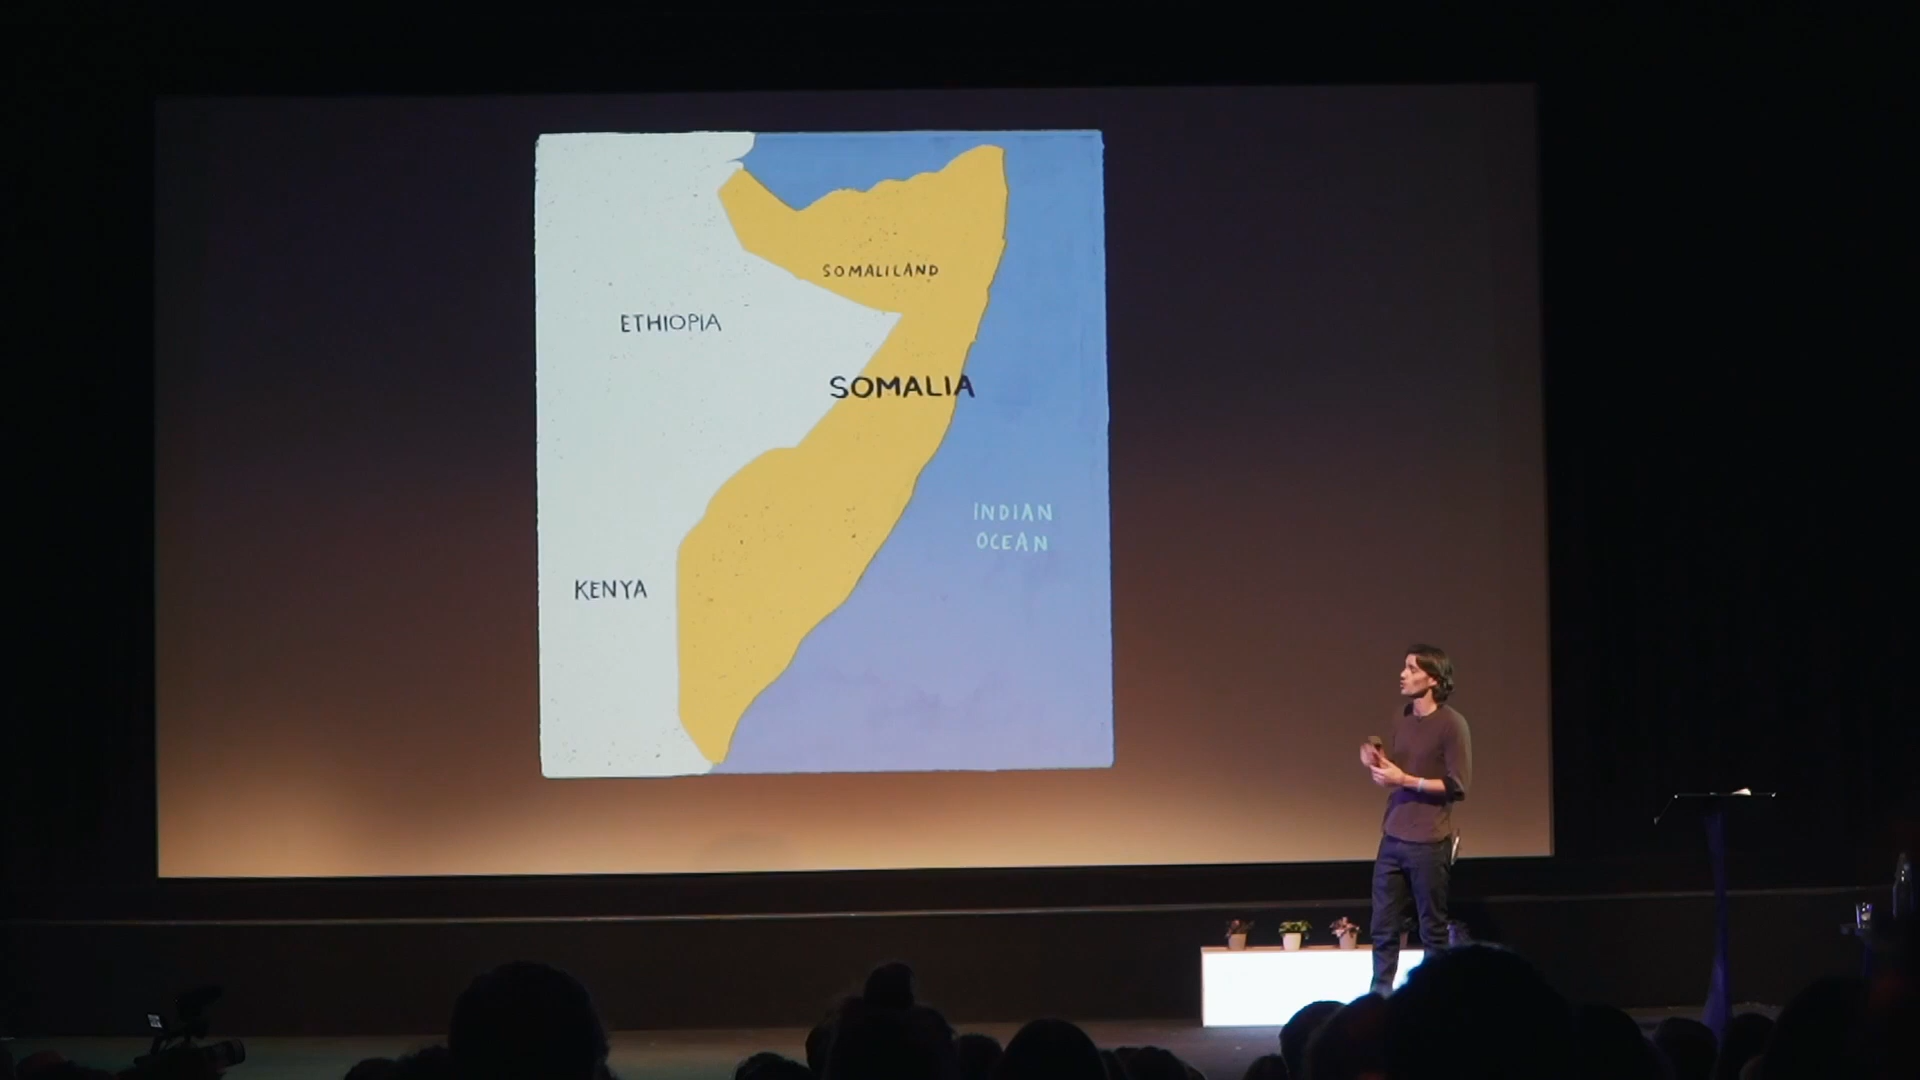 SOMALILAND
ETHIOPIA
SOMALIA
INDIAN
OCEAN
KENYA